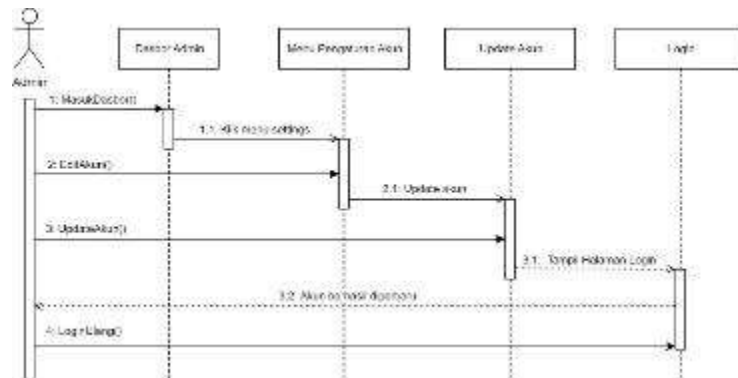 Dasbor Admin
Menu Pengaturan Akun
Update Akun
Login
Admin
1: MasukDasbor()
1.1: Klik menu settings
2: EditAkun()
2.1: Update akun
3: UpdateAkun()
3.1: Tampil Halaman Login
3.2: Akun berhasil diperbarui
4: LoginUlang()